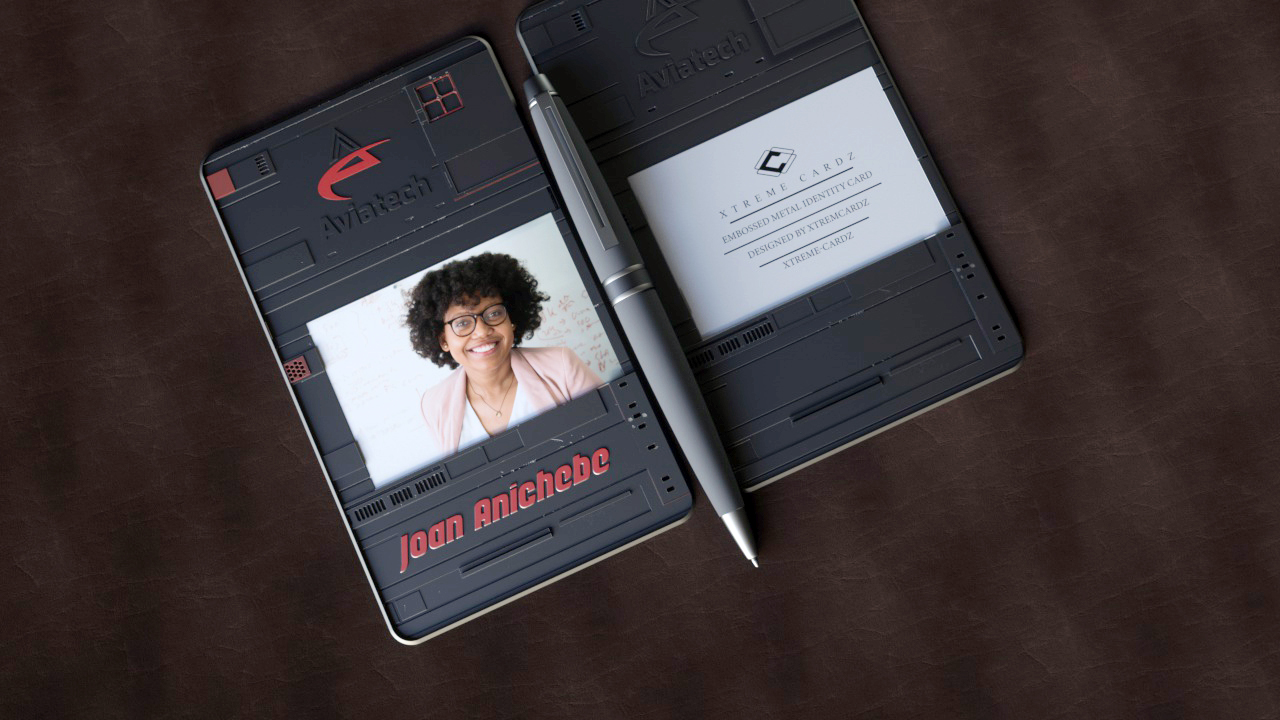 Aviatech
Joan Anichebe
Aviatech
XTREME CARDZ
EMBOSSED METAL IDENTITY CARD
DESIGNED BY XTREMCARDZ
XTREME-CARDZ